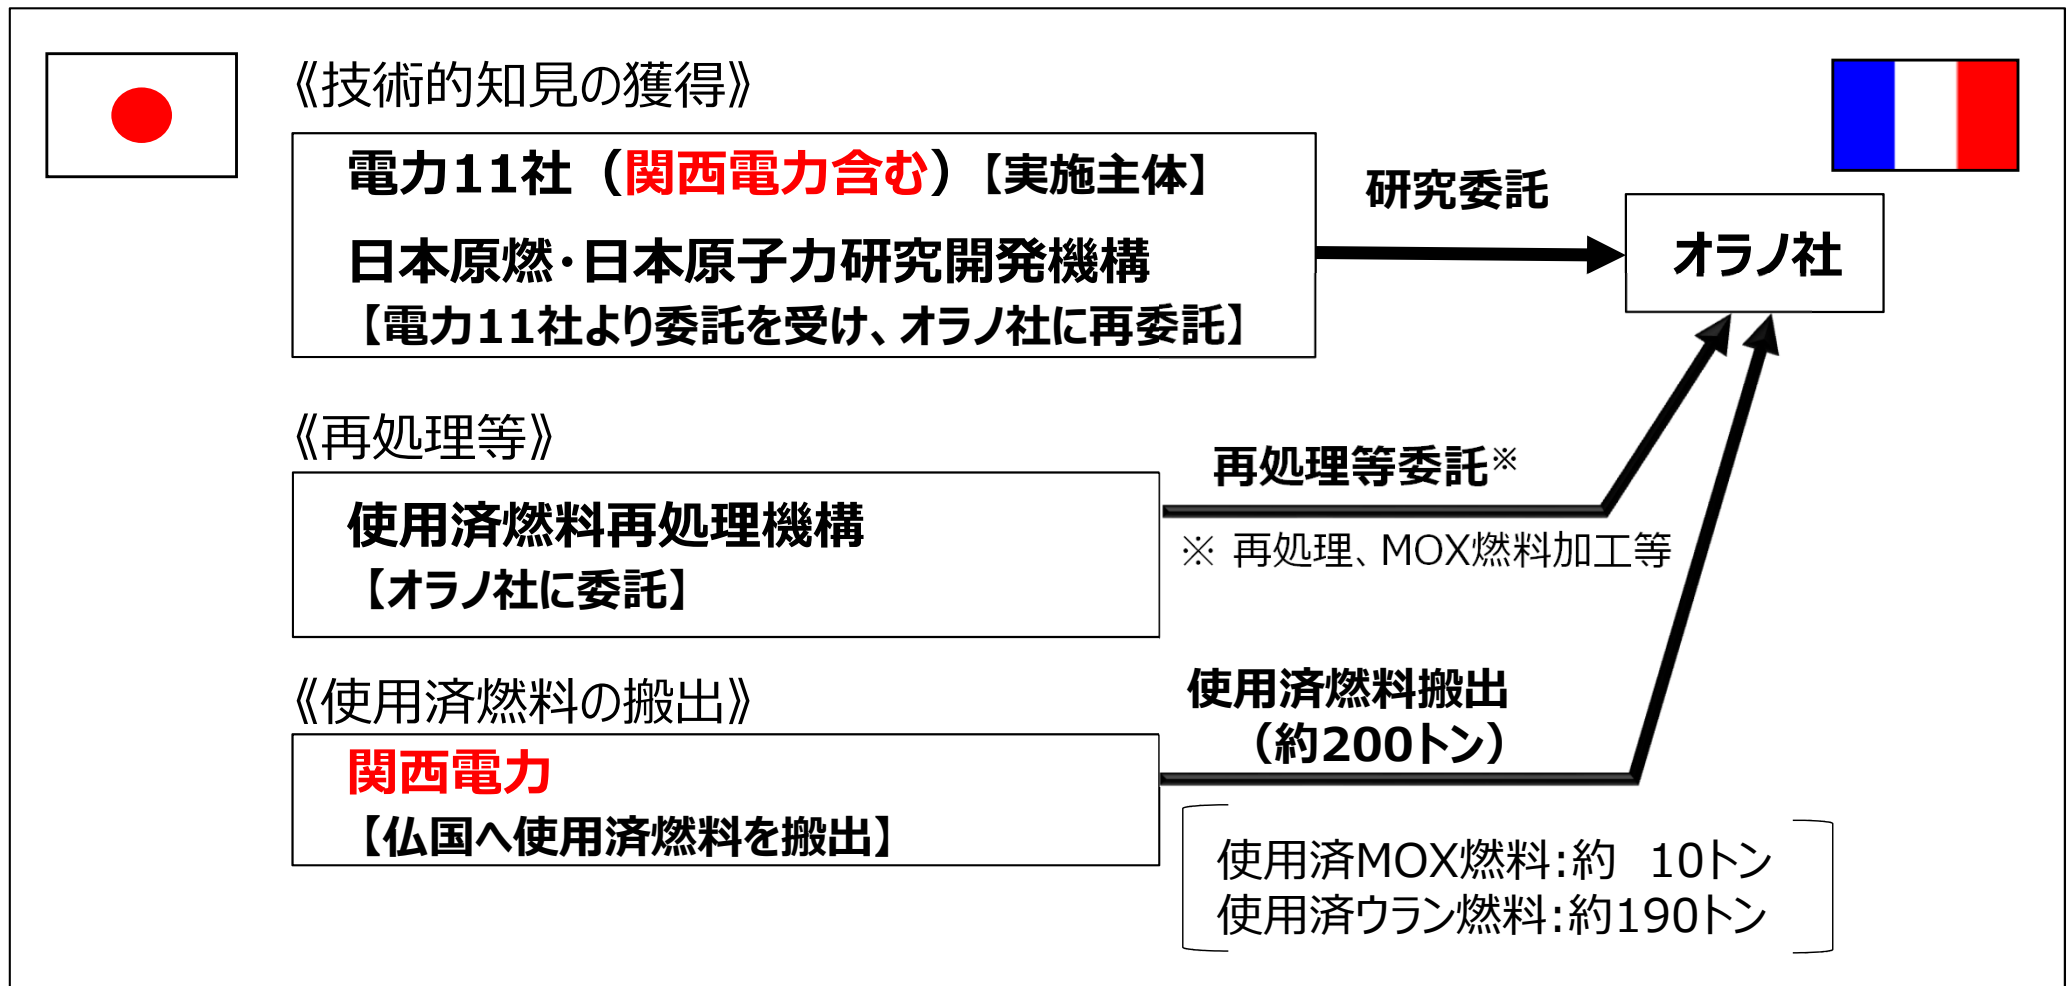 《技術的知見の獲得》
電力11社（関西電力含む）【実施主体】
日本原燃・日本原子力研究開発機構
【電力11社より委託を受け、オラノ社に再委託】
研究委託
オラノ社
《再処理等》
使用済燃料再処理機構
【オラノ社に委託】
再処理等委託※
※ 再処理、MOX燃料加工等
《使用済燃料の搬出》
関西電力
【仏国へ使用済燃料を搬出】
使用済燃料搬出
（約200トン）
使用済MOX燃料:約　10トン
使用済ウラン燃料:約190トン